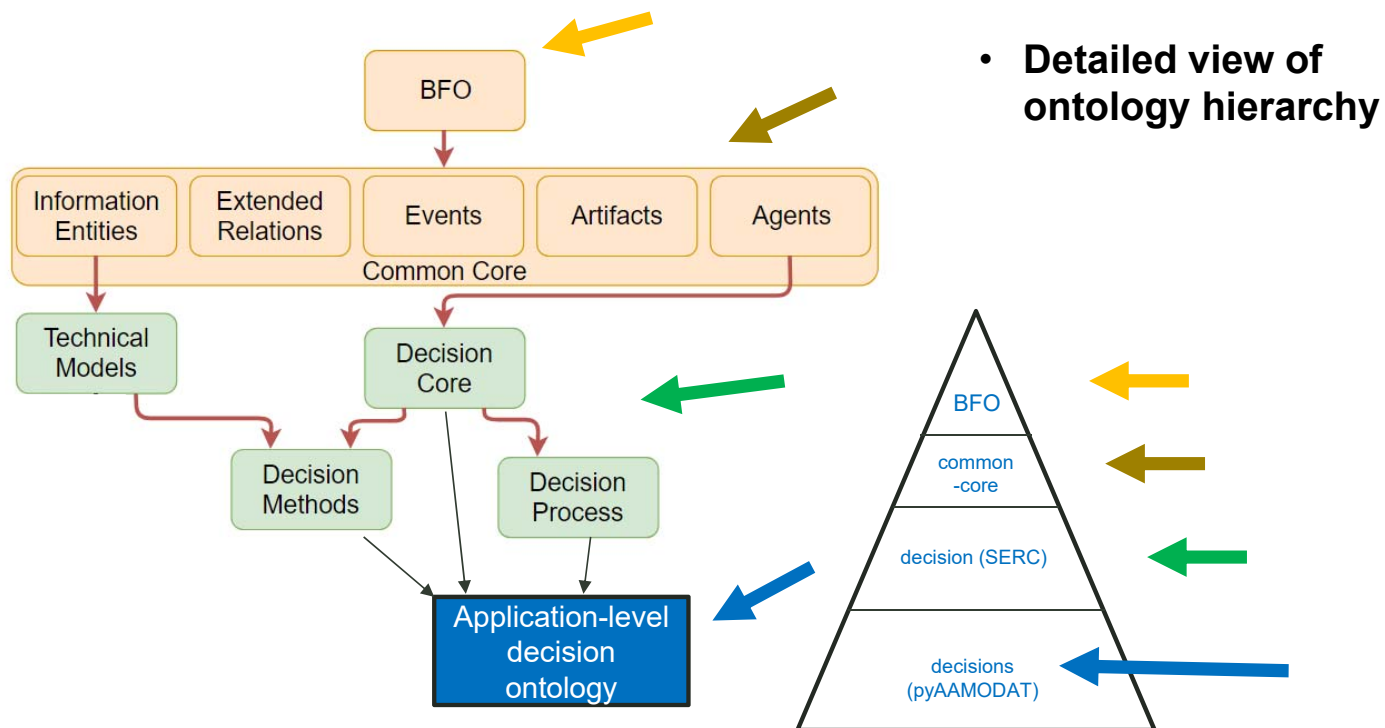 • Detailed view of
ontology hierarchy
BFO
Information
Entities
Extended
Relations
Events
Artifacts
Agents
Common Core
Technical
Models
Decision
Core
Decision
Methods
Decision
Process
Application-level
decision
ontology
BFO
common
-core
decision (SERC)
decisions
(pyAAMODAT)